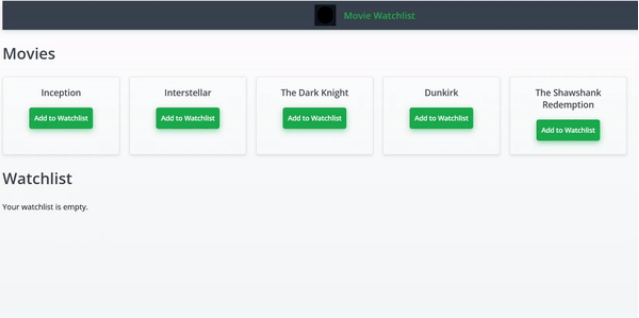 Movie Watchlist
Movies
Inception
Add to Watchlist
Interstellar
Add to Watchlist
The Dark Knight
Add to Watchlist
Dunkirk
Add to Watchlist
The Shawshank
Redemption
Add to Watchlist
Watchlist
Your watchlist is empty.